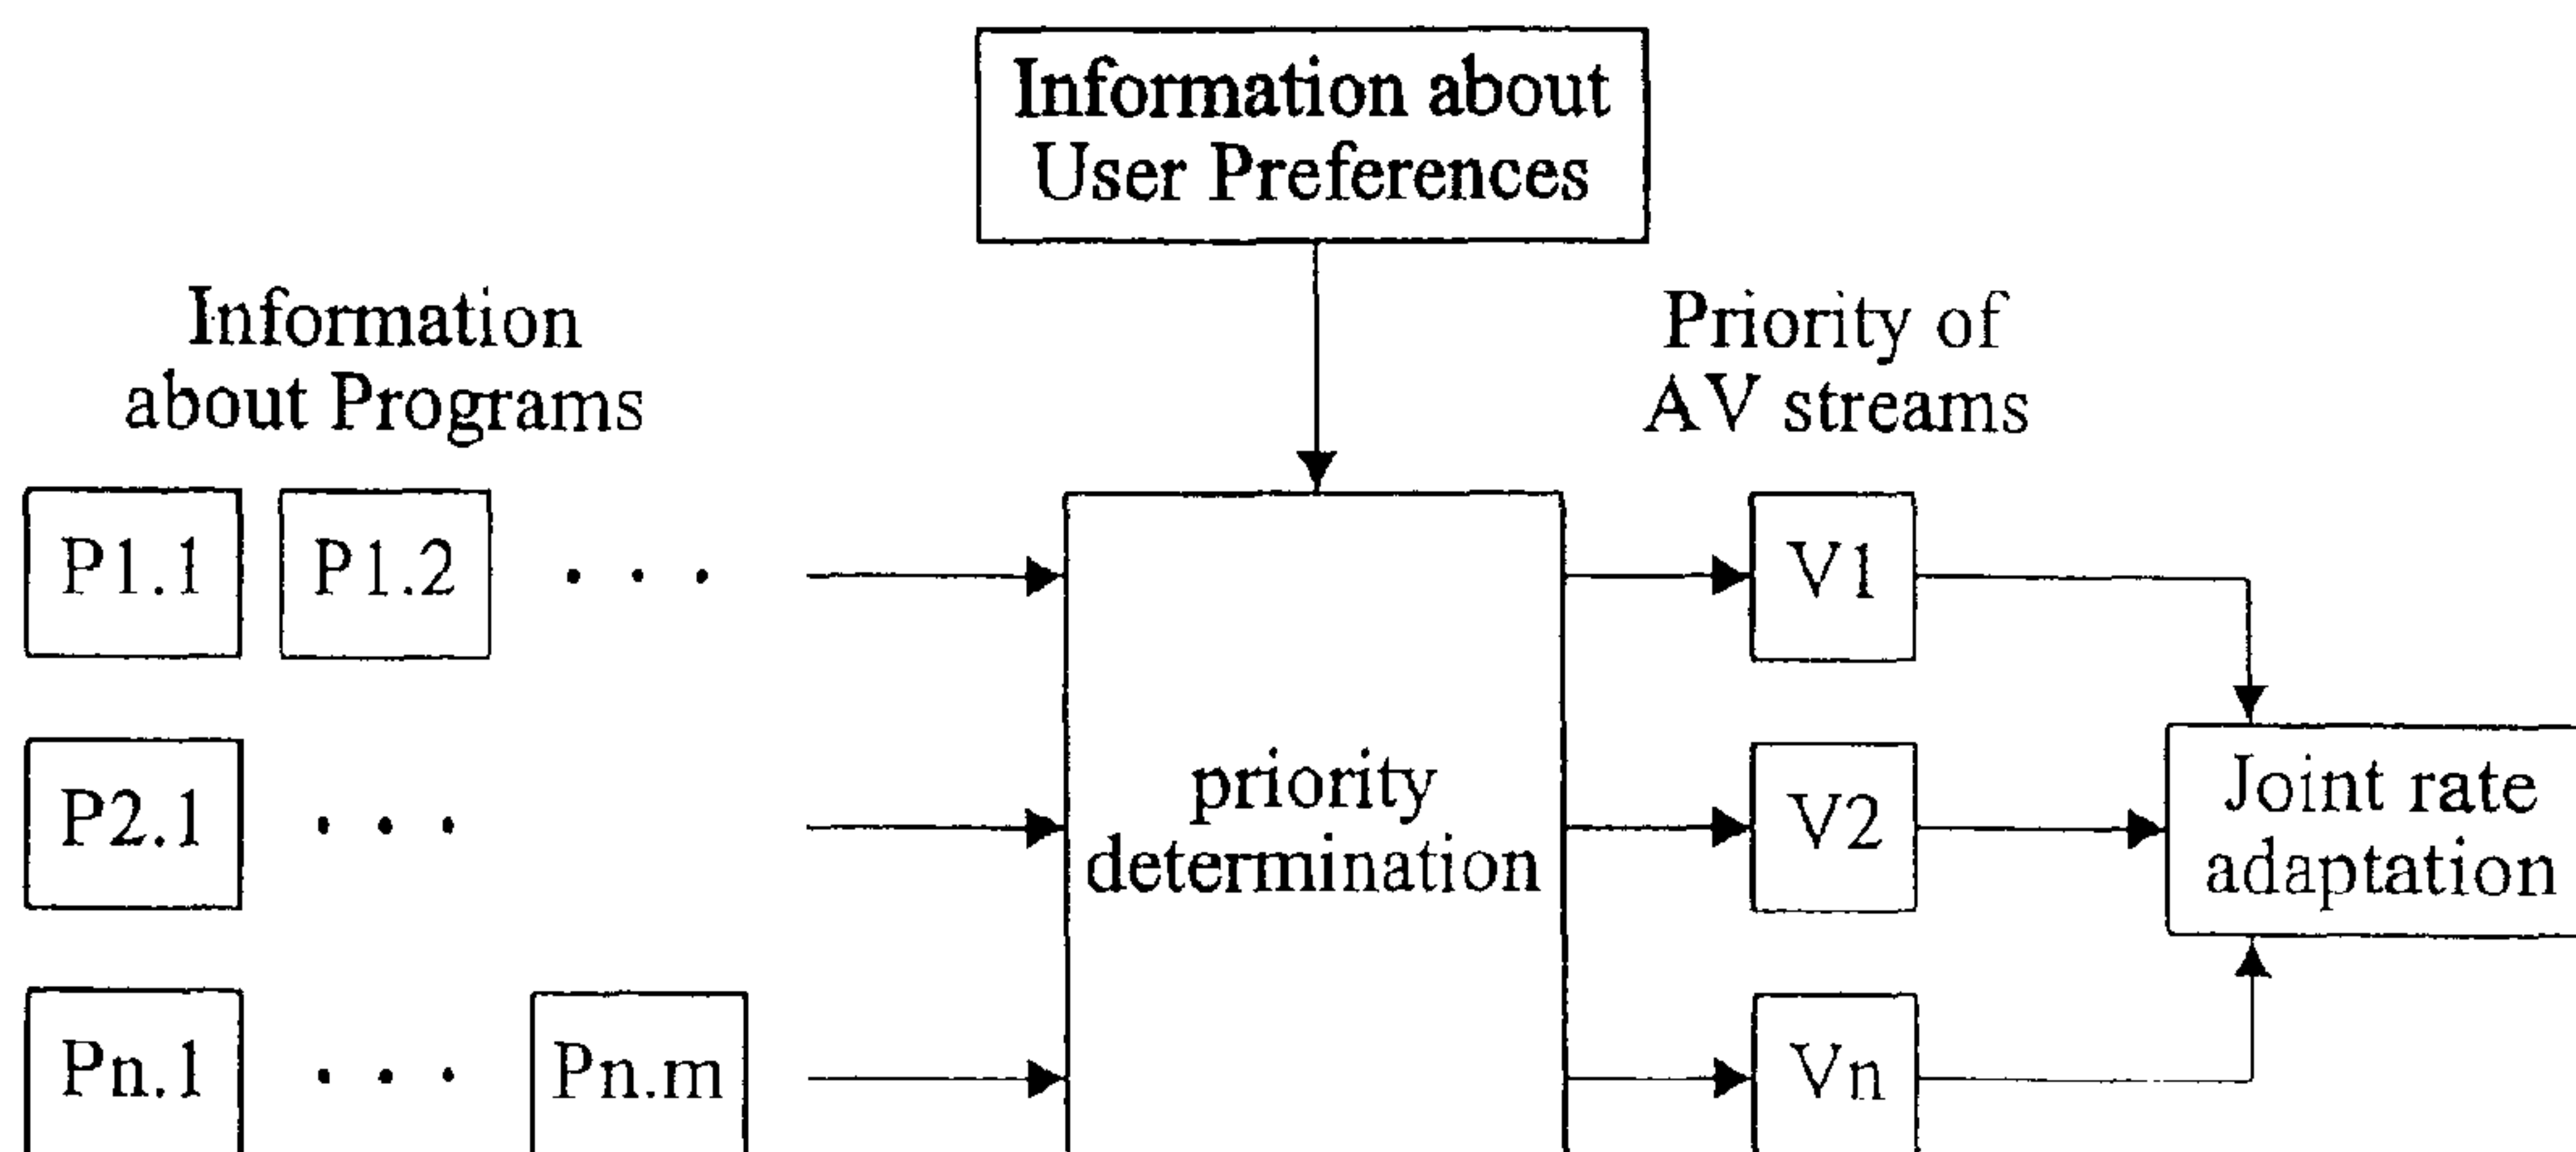 Information about
User Preferences
Information
about Programs
Priority of
AV streams
P1.1 P1.2 . . .
V1
P2.1 . . .
priority
determination
V2
Joint rate
adaptation
Pn.1 . . . Pn.m
Vn